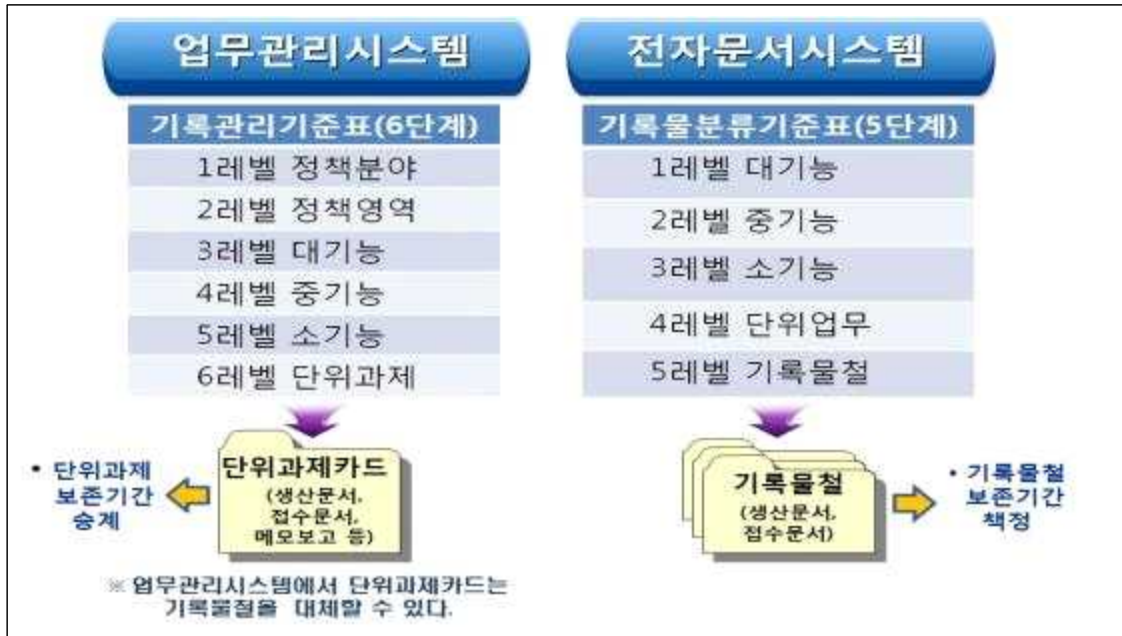 업무관리시스템
기록관리기준표(6단계)
1레벨 정책분야
2레벨 정책영역
3레벨 대기능
4레벨 중기능
5레벨 소기능
6레벨 단위과제
• 단위과제
보존기간
승계
단위과제카드
(생산문서,
접수문서,
메모보고 등)
※ 업무관리시스템에서 단위과제카드는
기록물철을 대체할 수 있다.
전자문서시스템
기록물분류기준표(5단계)
1레벨 대기능
2레벨 중기능
3레벨 소기능
4레벨 단위업무
5레벨 기록물철
기록물철
(생산문서,
접수문서)
• 기록물철
보존기간
책정